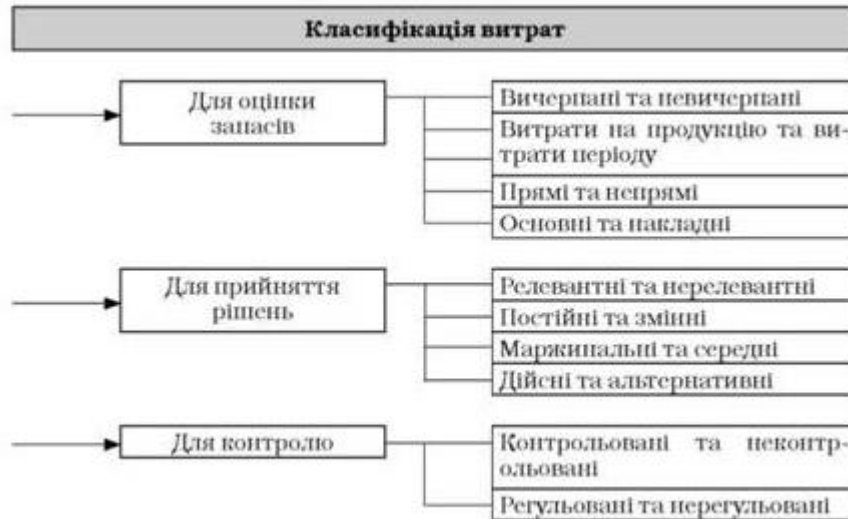 Класифікація витрат
Для оцінки
запасів
Вичерпані та невичерпані
Витрати на продукцію та ви-
трати періоду
Прямі та непрямі
Основні та накладні
Для прийняття
рішень
Релевантні та нерелевантні
Постійні та змінні
Маржинальні та середні
Дійсні та альтернативні
Для контролю
Контрольовані та неконтр-
ольовані
Регульовані та нерегульовані